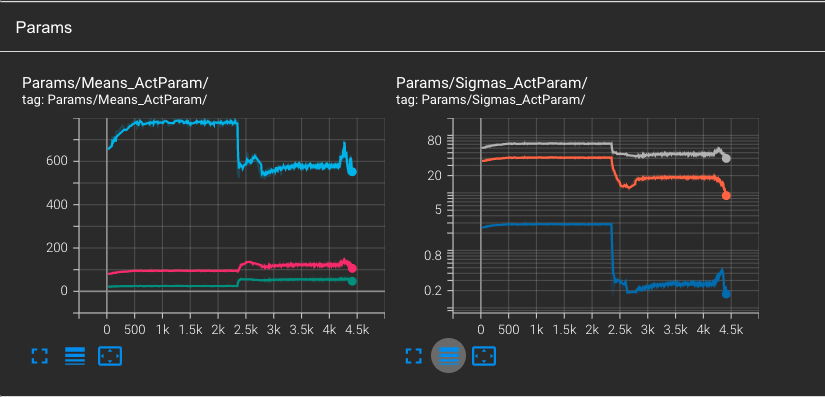 Params
Params/Means_ActParam/
tag: Params/Means_ActParam/
600
400
200
0
0 500 1k 1.5k 2k 2.5k 3k 3.5k 4k 4.5k
Params/Sigmas_ActParam/
tag: Params/Sigmas_ActParam/
80
20
5
0.8
0.2
0 500 1k 1.5k 2k 2.5k 3k 3.5k 4k 4.5k